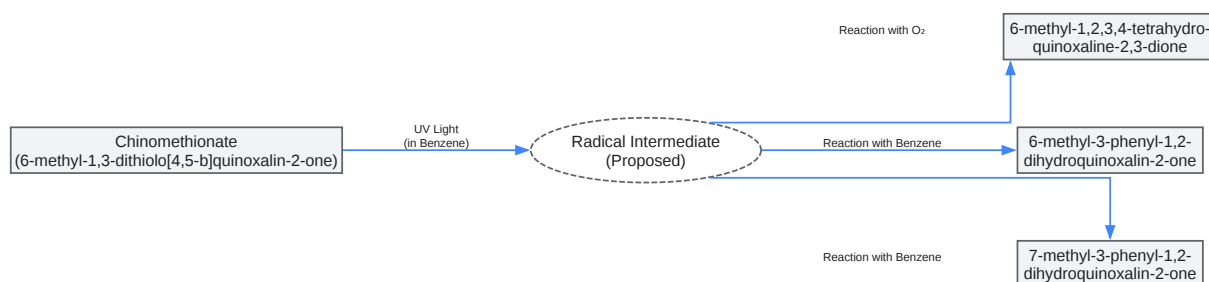 Reaction with O₂
6-methyl-1,2,3,4-tetrahydro-
quinoxaline-2,3-dione
Chinomethionate
(6-methyl-1,3-dithiolo[4,5-b]quinoxalin-2-one)
UV Light
(in Benzene)
Radical Intermediate
(Proposed)
Reaction with Benzene
6-methyl-3-phenyl-1,2-
dihydroquinoxalin-2-one
Reaction with Benzene
7-methyl-3-phenyl-1,2-
dihydroquinoxalin-2-one